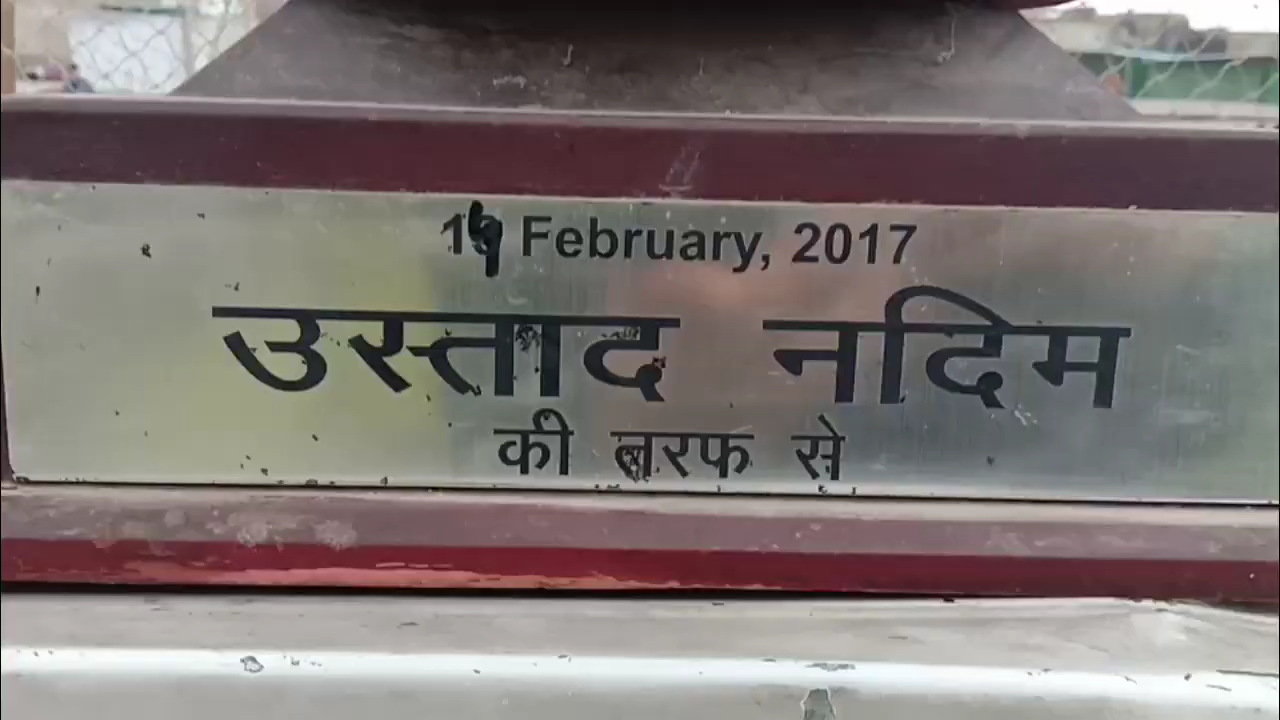 February, 2017
उस्ताद नदिम
की तरफ से